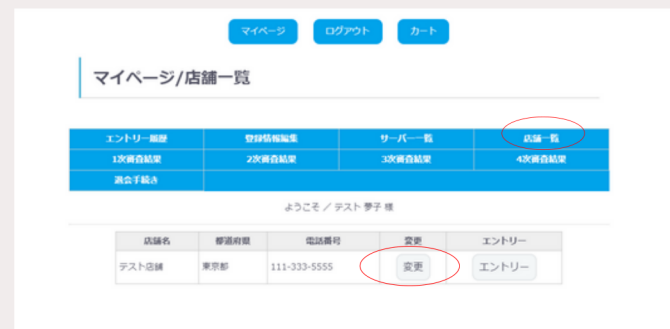 マイページ ログアウト カート
マイページ/店舗一覧
エントリー履歴 登録情報編集 サーバー一覧 店舗一覧
1次審査結果 2次審査結果 3次審査結果 4次審査結果
退会手続き
ようこそ / テスト 夢子 様
店舗名 都道府県 電話番号 変更 エントリー
テスト店舗 東京都 111-333-5555 変更 エントリー